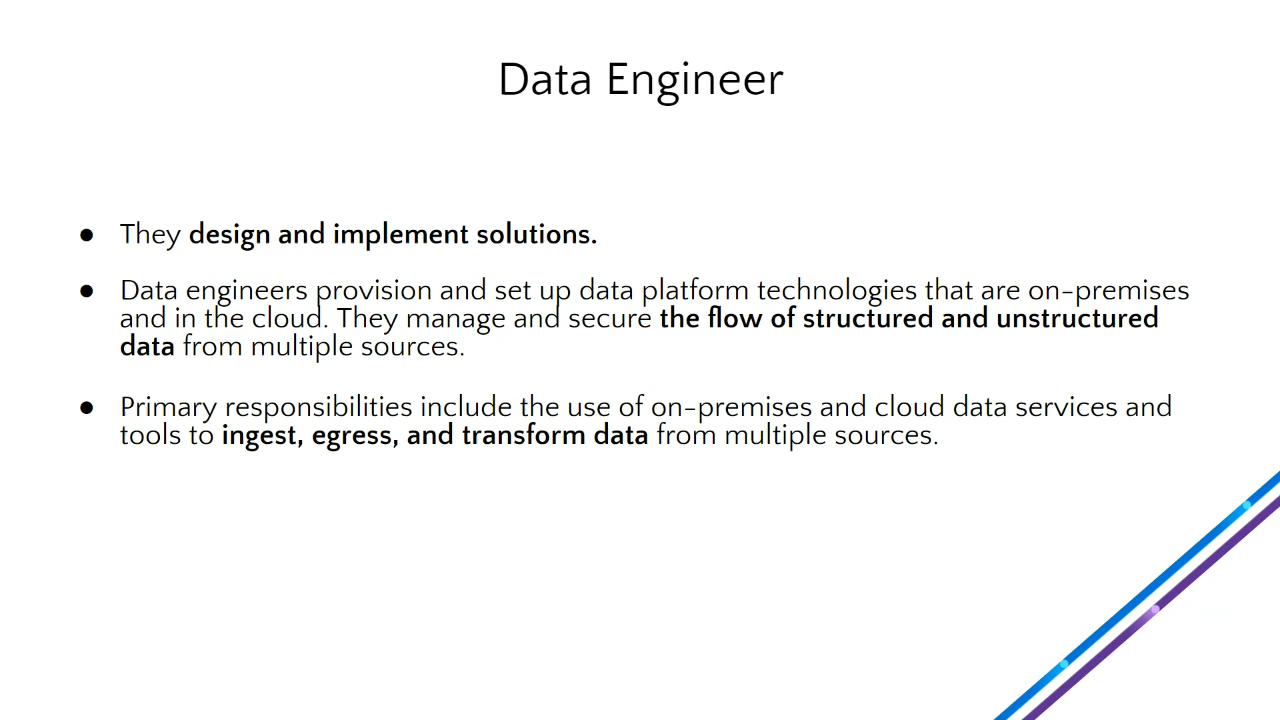 Data Engineer
● They design and implement solutions.
● Data engineers provision and set up data platform technologies that are on-premises
and in the cloud. They manage and secure the flow of structured and unstructured
data from multiple sources.
● Primary responsibilities include the use of on-premises and cloud data services and
tools to ingest, egress, and transform data from multiple sources.